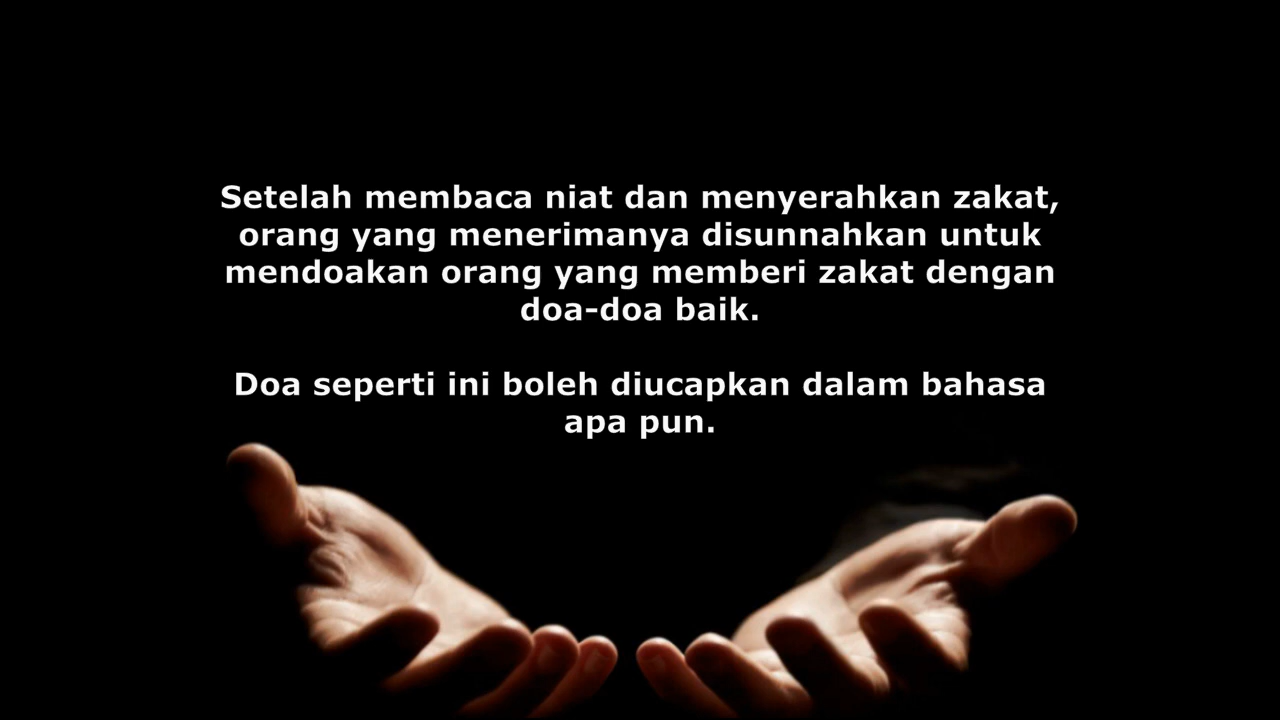 Setelah membaca niat dan menyerahkan zakat,
orang yang menerimanya disunnahkan untuk
mendoakan orang yang memberi zakat dengan
doa-doa baik.
Doa seperti ini boleh diucapkan dalam bahasa
apa pun.